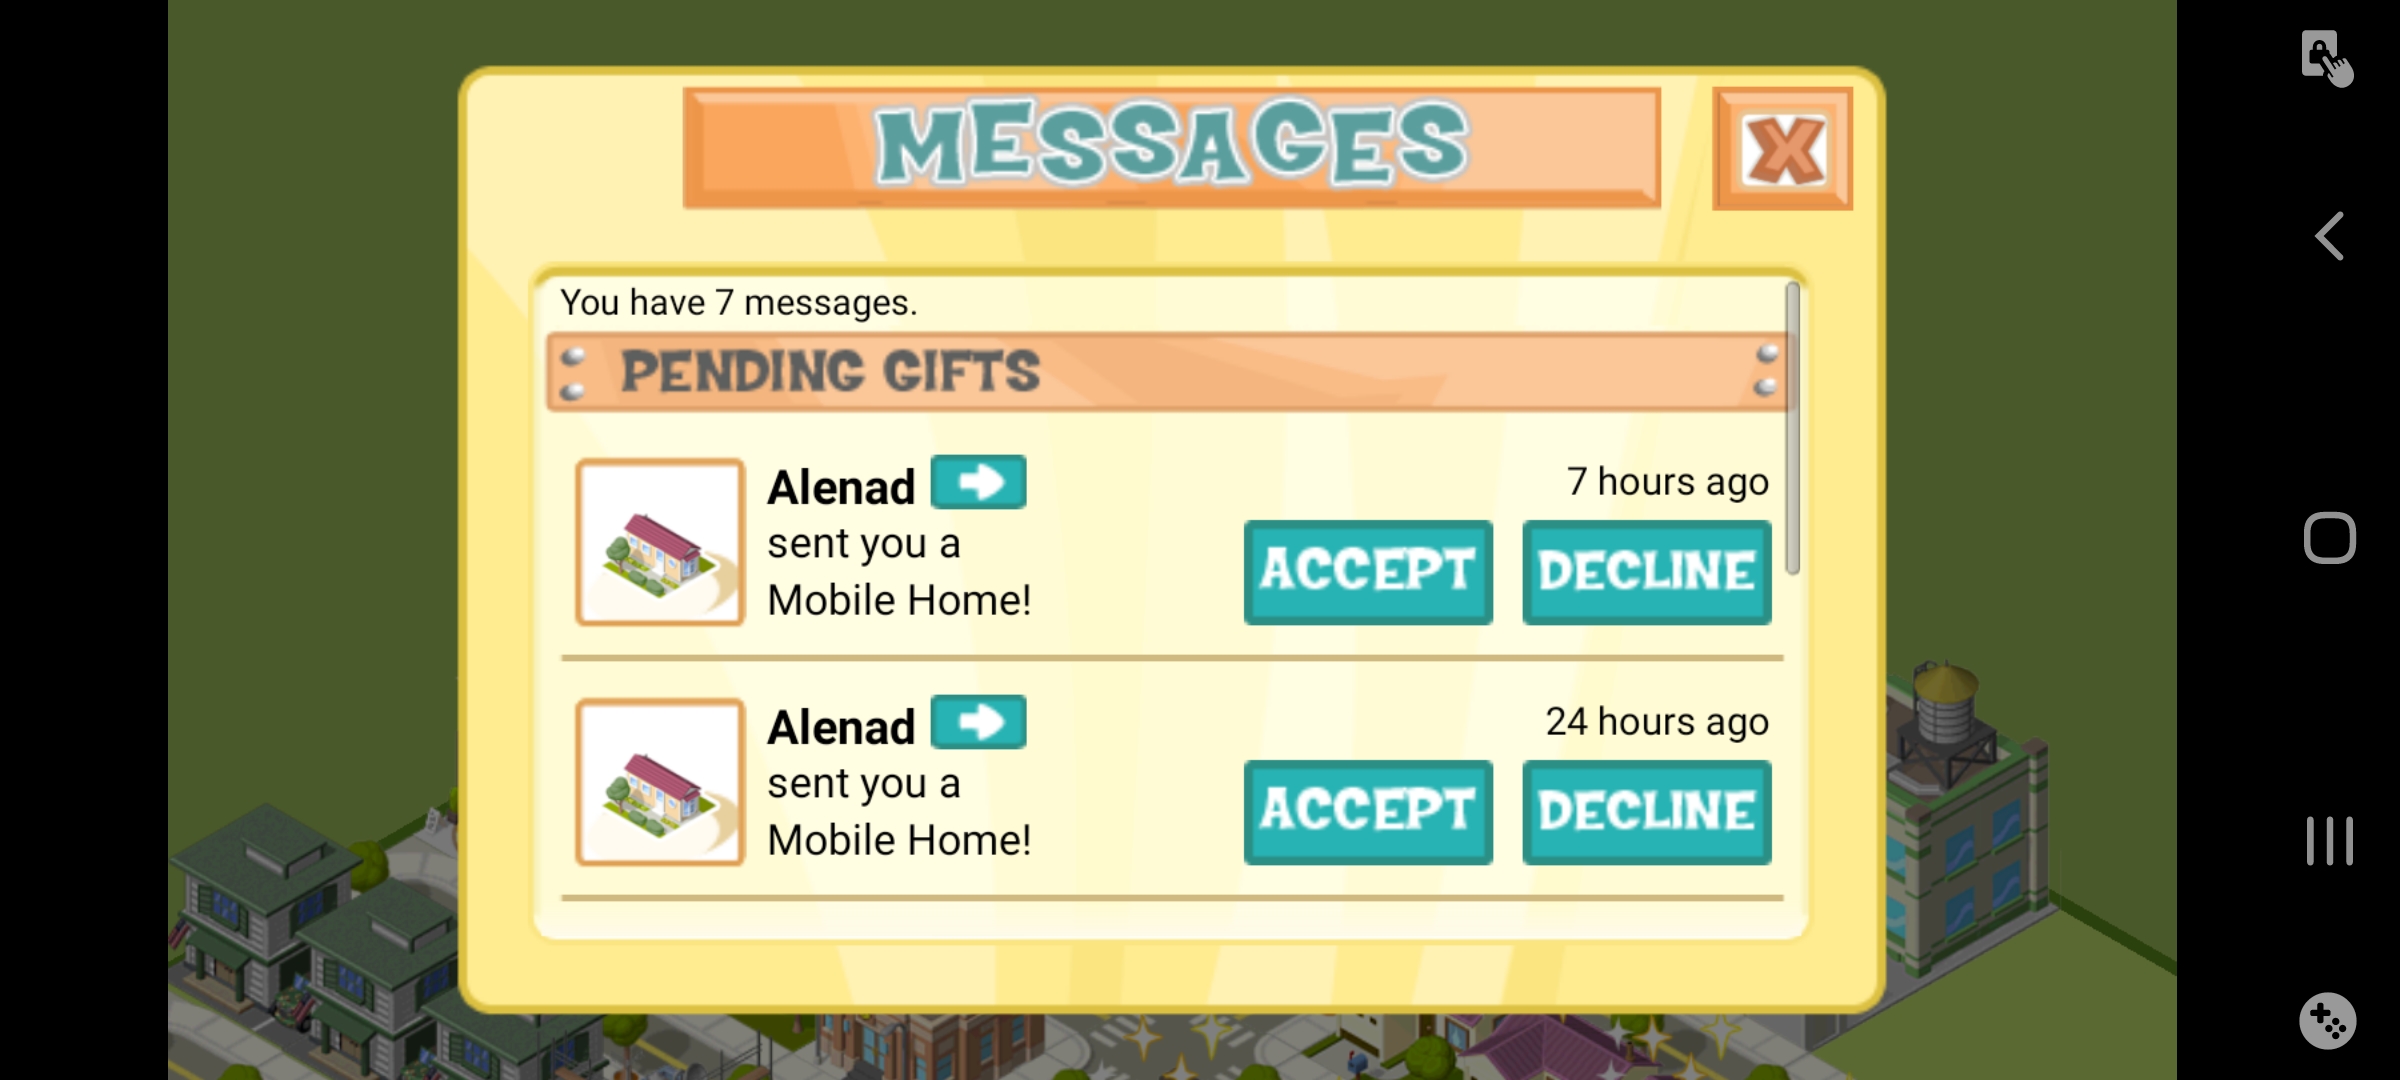 MESSAGES
X
You have 7 messages.
PENDING GIFTS
Alenad
7 hours ago
sent you a
Mobile Home!
ACCEPT
DECLINE
Alenad
24 hours ago
sent you a
Mobile Home!
ACCEPT
DECLINE